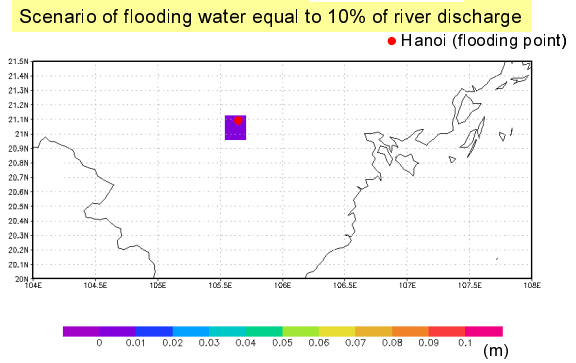 Scenario of flooding water equal to 10% of river discharge
Hanoi (flooding point)
21.5N
21.4N
21.3N
21.2N
21.1N
21N
20.9N
20.8N
20.7N
20.6N
20.5N
20.4N
20.3N
20.2N
20.1N
20N
104E 104.5E 105E 105.5E 106E 106.5E 107E 107.5E 108E
0 0.01 0.02 0.03 0.04 0.05 0.06 0.07 0.08 0.09 0.1
(m)